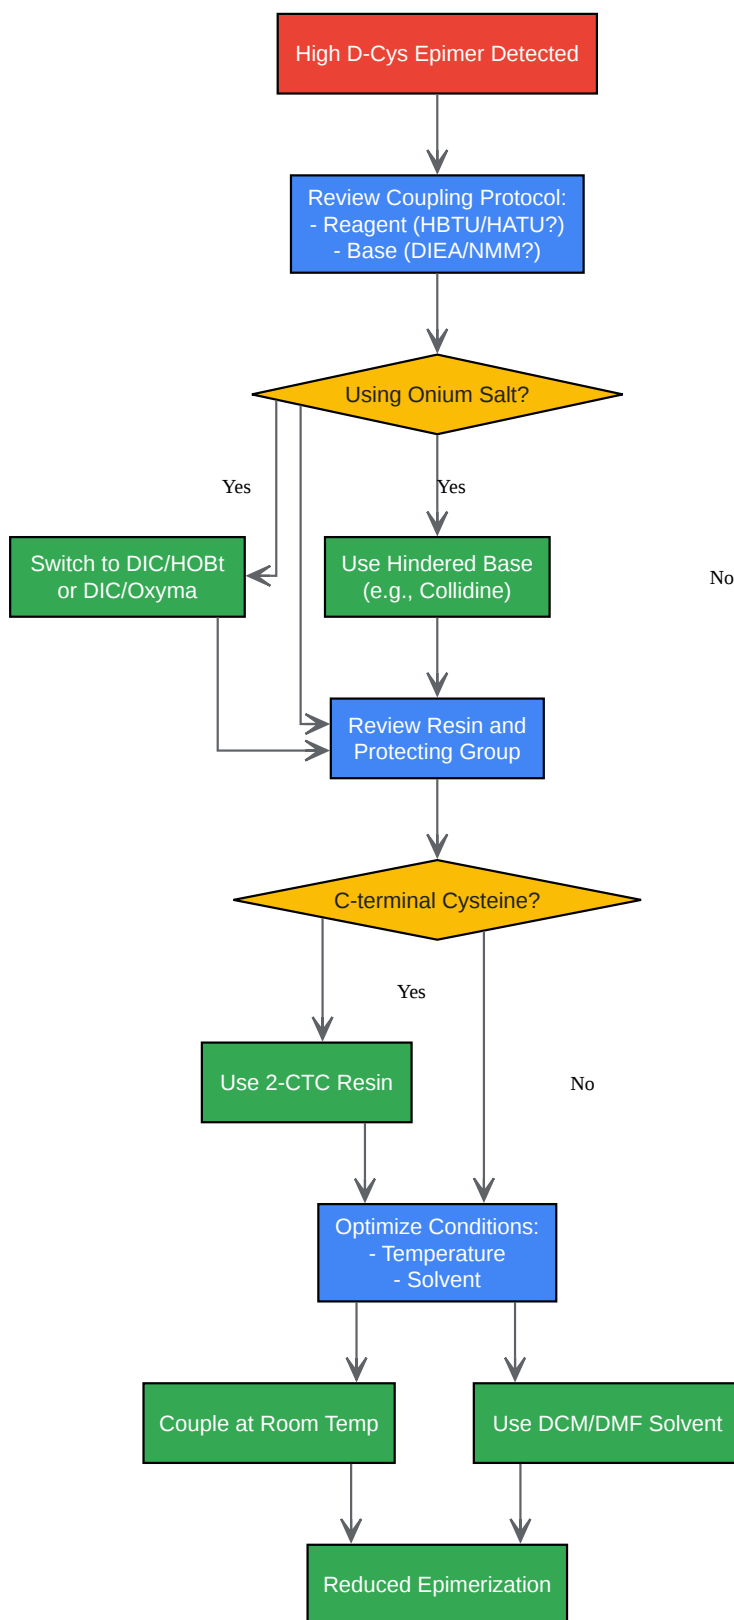 High D-Cys Epimer Detected
Review Coupling Protocol:
- Reagent (HBTU/HATU?)
- Base (DIEA/NMM?)
Using Onium Salt?
Yes
Yes
Switch to DIC/HOBt
or DIC/Oxyma
Use Hindered Base
(e.g., Collidine)
No
Review Resin and
Protecting Group
C-terminal Cysteine?
Yes
Use 2-CTC Resin
No
Optimize Conditions:
- Temperature
- Solvent
Couple at Room Temp
Use DCM/DMF Solvent
Reduced Epimerization